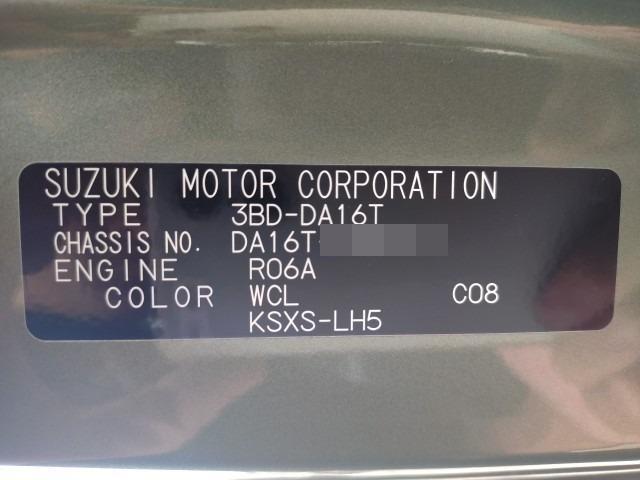 SUZUKI MOTOR CORPORATION
TYPE 3BD-DA16T
CHASSIS NO. DA16T
ENGINE R06A
COLOR WCL C08
KSXS-LH5